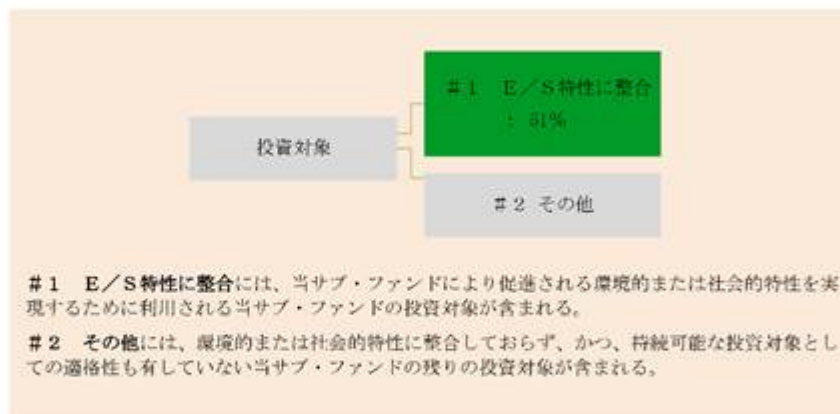 #1 E/S特性に整合
: 51%
投資対象
#2 その他
#1 E/S特性に整合には、当サブ・ファンドにより促進される環境的または社会的特性を実
現するために利用される当サブ・ファンドの投資対象が含まれる。
#2 その他には、環境的または社会的特性に整合しておらず、かつ、持続可能な投資対象とし
ての適格性も有していない当サブ・ファンドの残りの投資対象が含まれる。